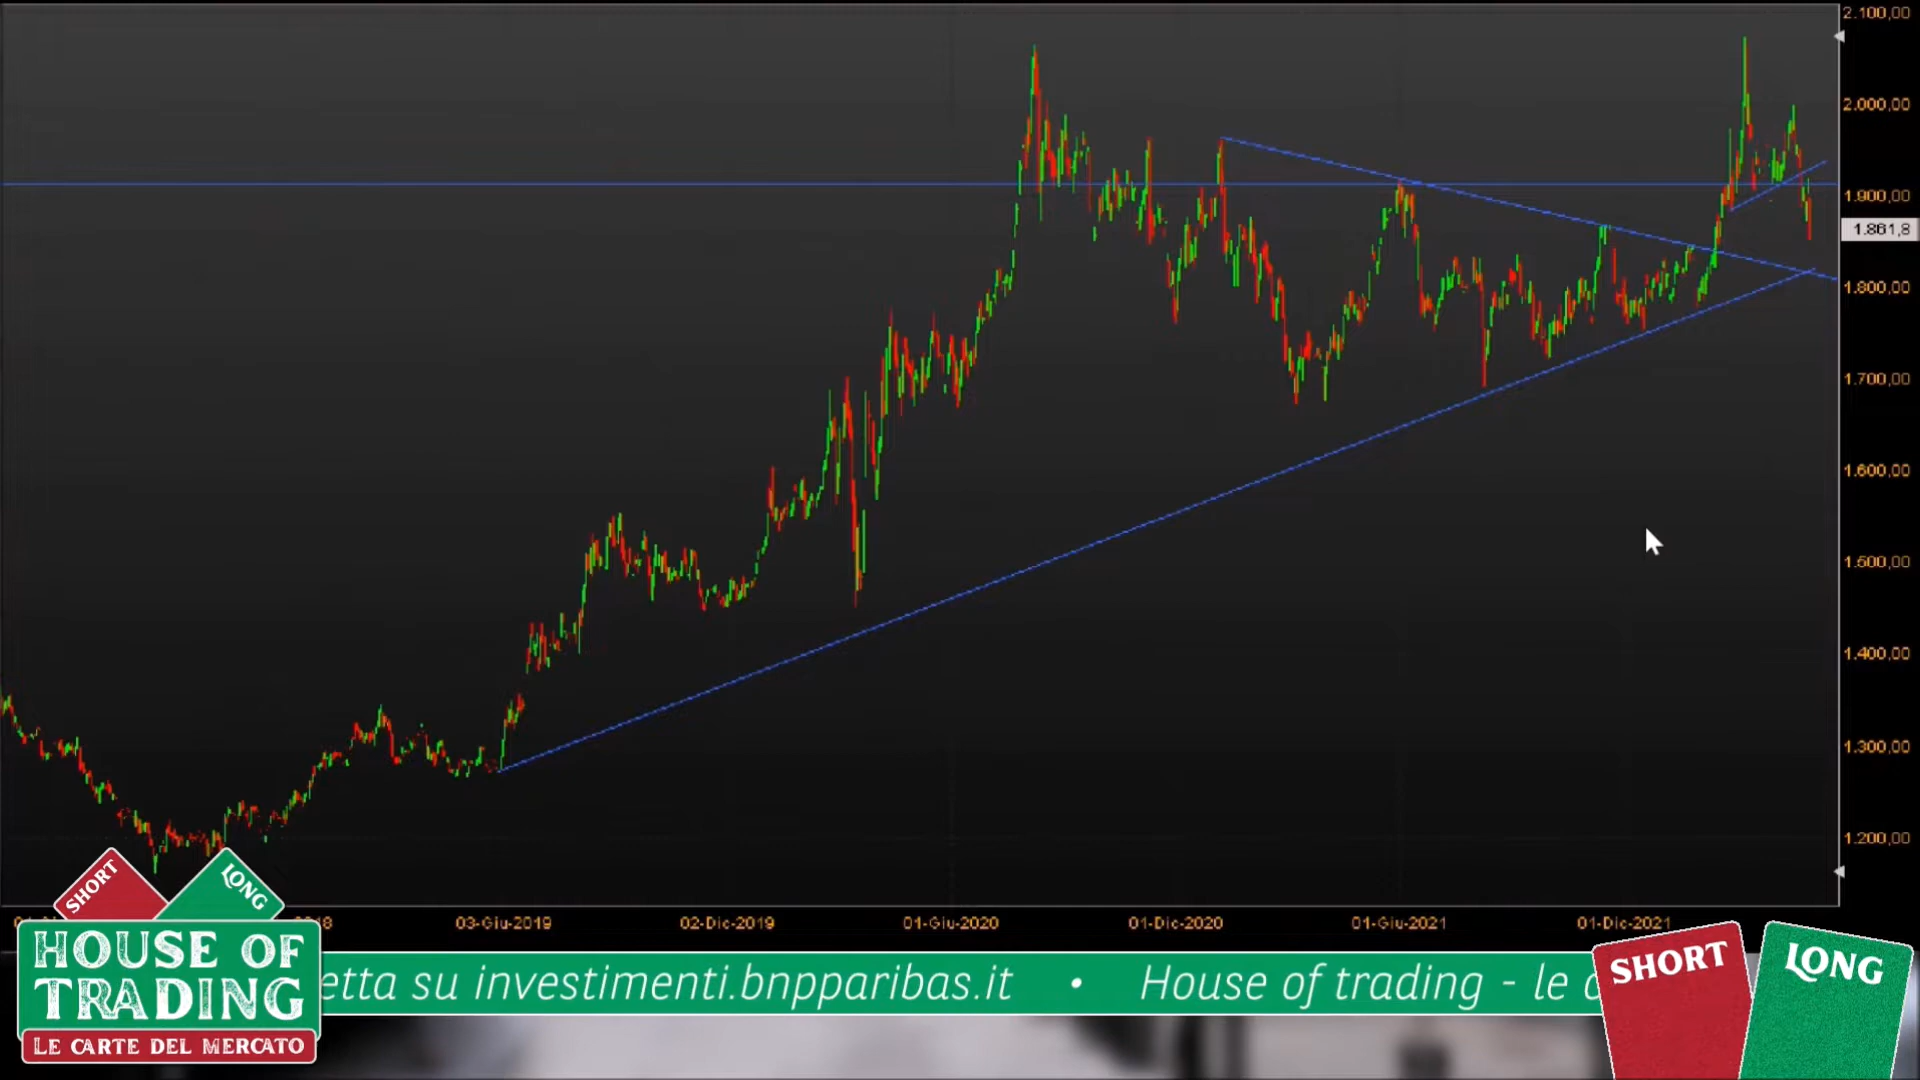 2.100,00
2.000,00
1.900,00
1.861,8
1.800,00
1.700,00
1.600,00
1.500,00
1.400,00
1.300,00
1.200,00
03-Giu-2019
02-Dic-2019
01-Giu-2020
01-Dic-2020
01-Giu-2021
01-Dic-2021
SHORT
LONG
HOUSE OF
TRADING
LE CARTE DEL MERCATO
etta su investimenti.bnpparibas.it • House of trading - le
SHORT
LONG